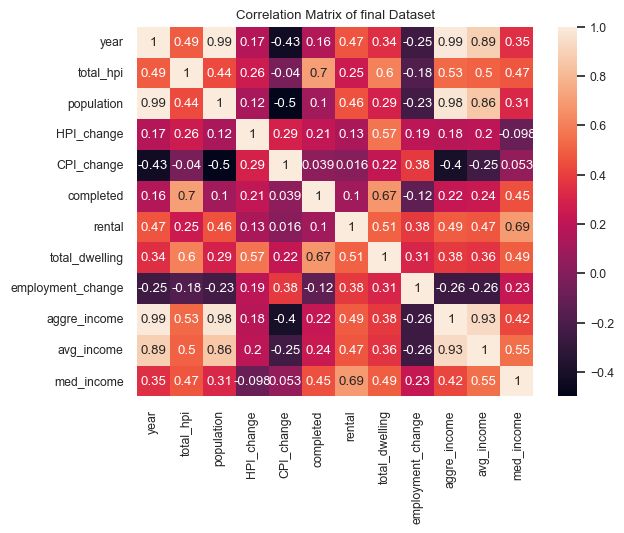 Correlation Matrix of final Dataset
year 1 0.49 0.99 0.17 -0.43 0.16 0.47 0.34 -0.25 0.99 0.89 0.35
total_hpi 0.49 1 0.44 0.26 -0.04 0.7 0.25 0.6 -0.18 0.53 0.5 0.47
population 0.99 0.44 1 0.12 -0.5 0.1 0.46 0.29 -0.23 0.98 0.86 0.31
HPI_change 0.17 0.26 0.12 1 0.29 0.21 0.13 0.57 0.19 0.18 0.2 -0.098
CPI_change -0.43 -0.04 -0.5 0.29 1 0.039 0.016 0.22 0.38 -0.4 -0.25 0.053
completed 0.16 0.7 0.1 0.21 0.039 1 0.1 0.67 -0.12 0.22 0.24 0.45
rental 0.47 0.25 0.46 0.13 0.016 0.1 1 0.51 0.38 0.49 0.47 0.69
total_dwelling 0.34 0.6 0.29 0.57 0.22 0.67 0.51 1 0.31 0.38 0.36 0.49
employment_change -0.25 -0.18 -0.23 0.19 0.38 -0.12 0.38 0.31 1 -0.26 -0.26 0.23
aggre_income 0.99 0.53 0.98 0.18 -0.4 0.22 0.49 0.38 -0.26 1 0.93 0.42
avg_income 0.89 0.5 0.86 0.2 -0.25 0.24 0.47 0.36 -0.26 0.93 1 0.55
med_income 0.35 0.47 0.31 -0.098 0.053 0.45 0.69 0.49 0.23 0.42 0.55 1
year
total_hpi
population
HPI_change
CPI_change
completed
rental
total_dwelling
employment_change
aggre_income
avg_income
med_income
1.0
0.8
0.6
0.4
0.2
0.0
−0.2
−0.4